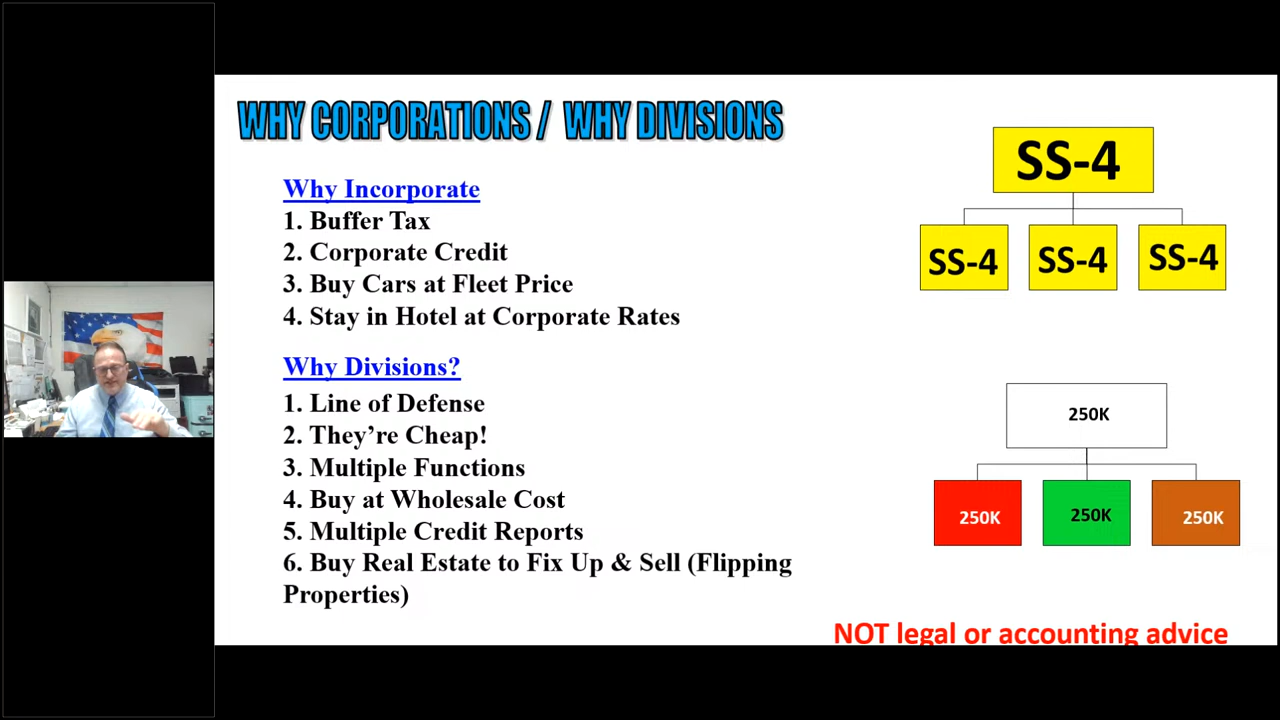 WHY CORPORATIONS / WHY DIVISIONS
Why Incorporate
1. Buffer Tax
2. Corporate Credit
3. Buy Cars at Fleet Price
4. Stay in Hotel at Corporate Rates
Why Divisions?
1. Line of Defense
2. They’re Cheap!
3. Multiple Functions
4. Buy at Wholesale Cost
5. Multiple Credit Reports
6. Buy Real Estate to Fix Up & Sell (Flipping
Properties)
SS-4
SS-4 SS-4 SS-4
250K
250K 250K 250K
NOT legal or accounting advice